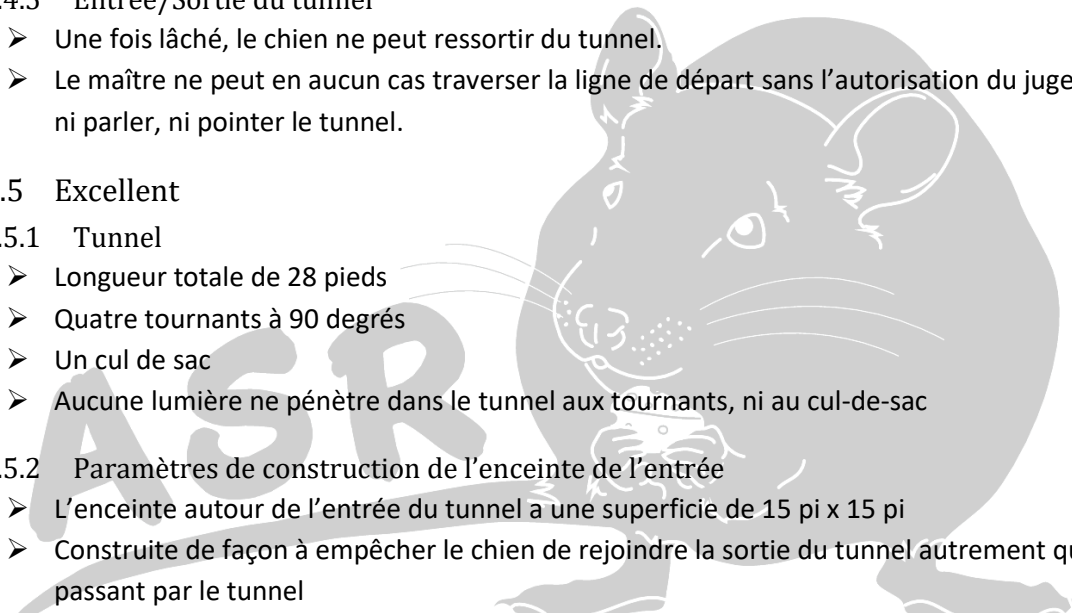 .4.3 Entrée/Sortie du tunnel
➢ Une fois lâché, le chien ne peut ressortir du tunnel.
➢ Le maître ne peut en aucun cas traverser la ligne de départ sans l’autorisation du juge
ni parler, ni pointer le tunnel.
.5 Excellent
.5.1 Tunnel
➢ Longueur totale de 28 pieds
➢ Quatre tournants à 90 degrés
➢ Un cul de sac
➢ Aucune lumière ne pénètre dans le tunnel aux tournants, ni au cul-de-sac
.5.2 Paramètres de construction de l’enceinte de l’entrée
➢ L’enceinte autour de l’entrée du tunnel a une superficie de 15 pi x 15 pi
➢ Construite de façon à empêcher le chien de rejoindre la sortie du tunnel autrement qu
passant par le tunnel
ASR